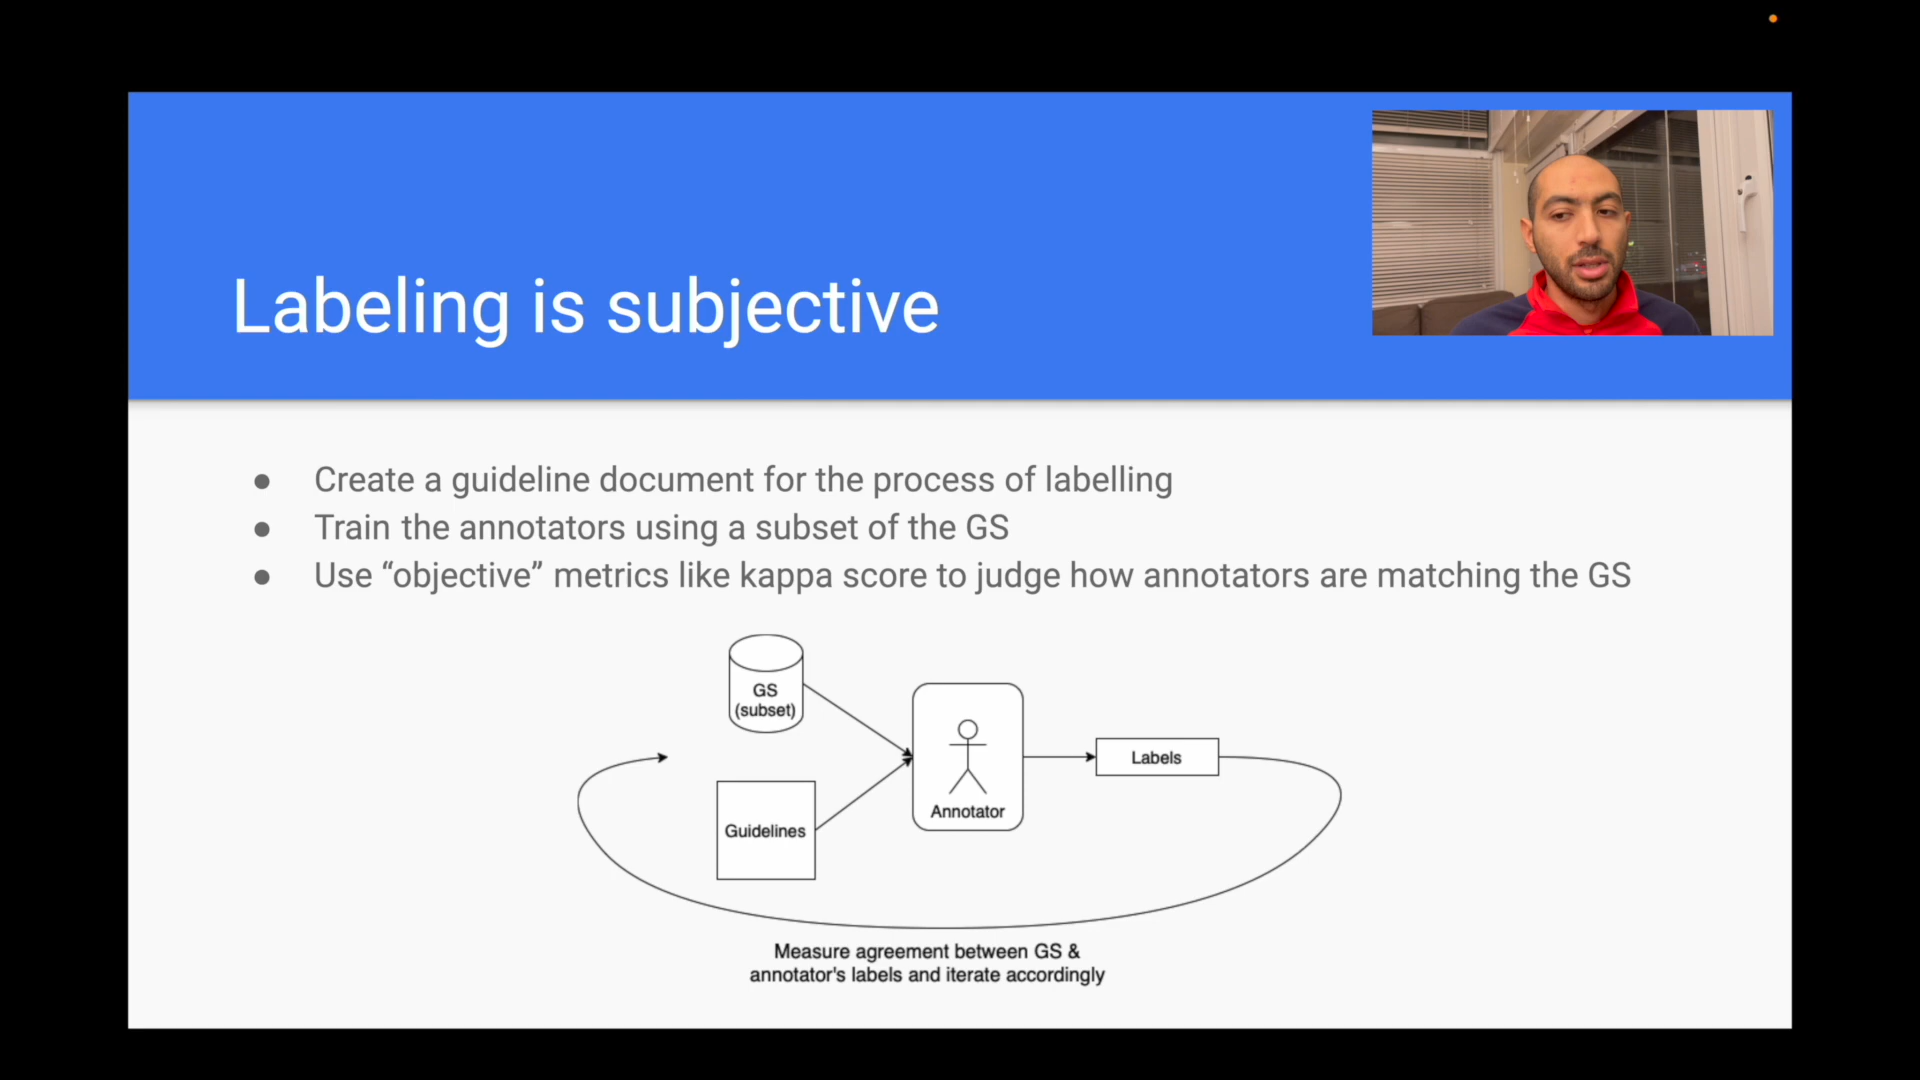 Labeling is subjective
● Create a guideline document for the process of labelling
● Train the annotators using a subset of the GS
● Use “objective” metrics like kappa score to judge how annotators are matching the GS
GS
(subset)
Guidelines
Annotator
Labels
Measure agreement between GS &
annotator's labels and iterate accordingly